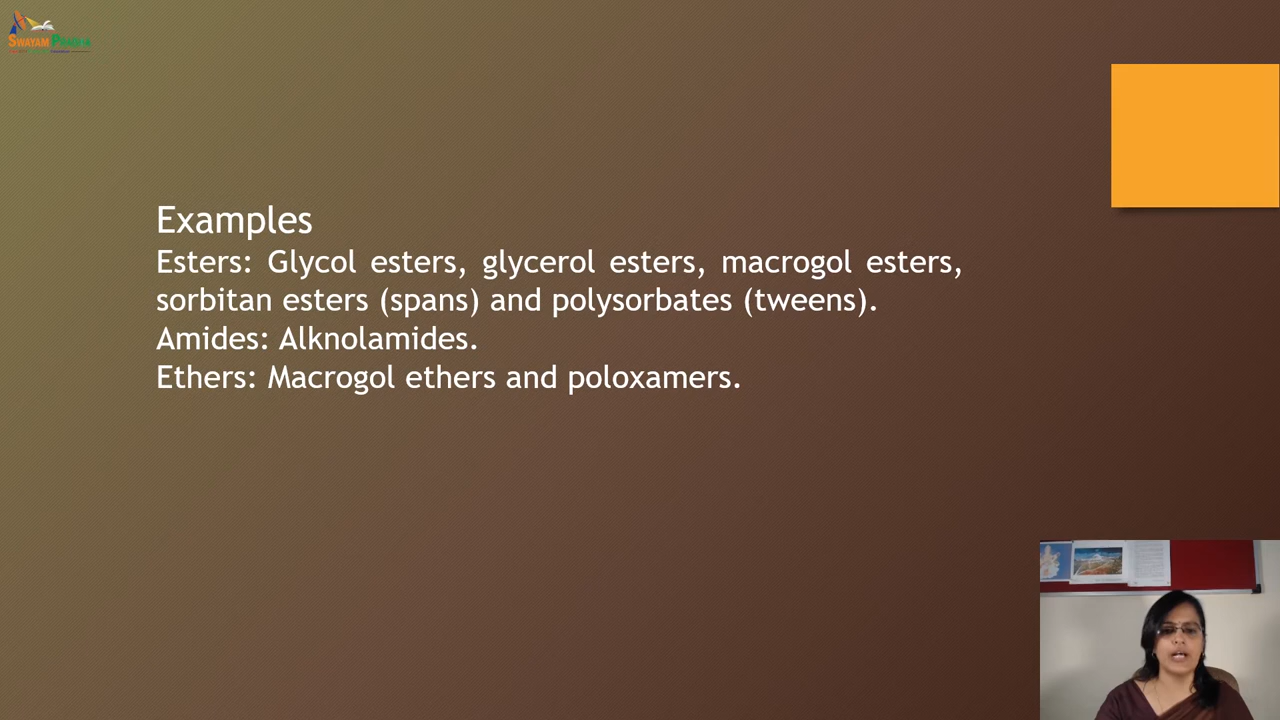 SWAYAM PRABHA
Examples
Esters: Glycol esters, glycerol esters, macrogol esters,
sorbitan esters (spans) and polysorbates (tweens).
Amides: Alknolamides.
Ethers: Macrogol ethers and poloxamers.